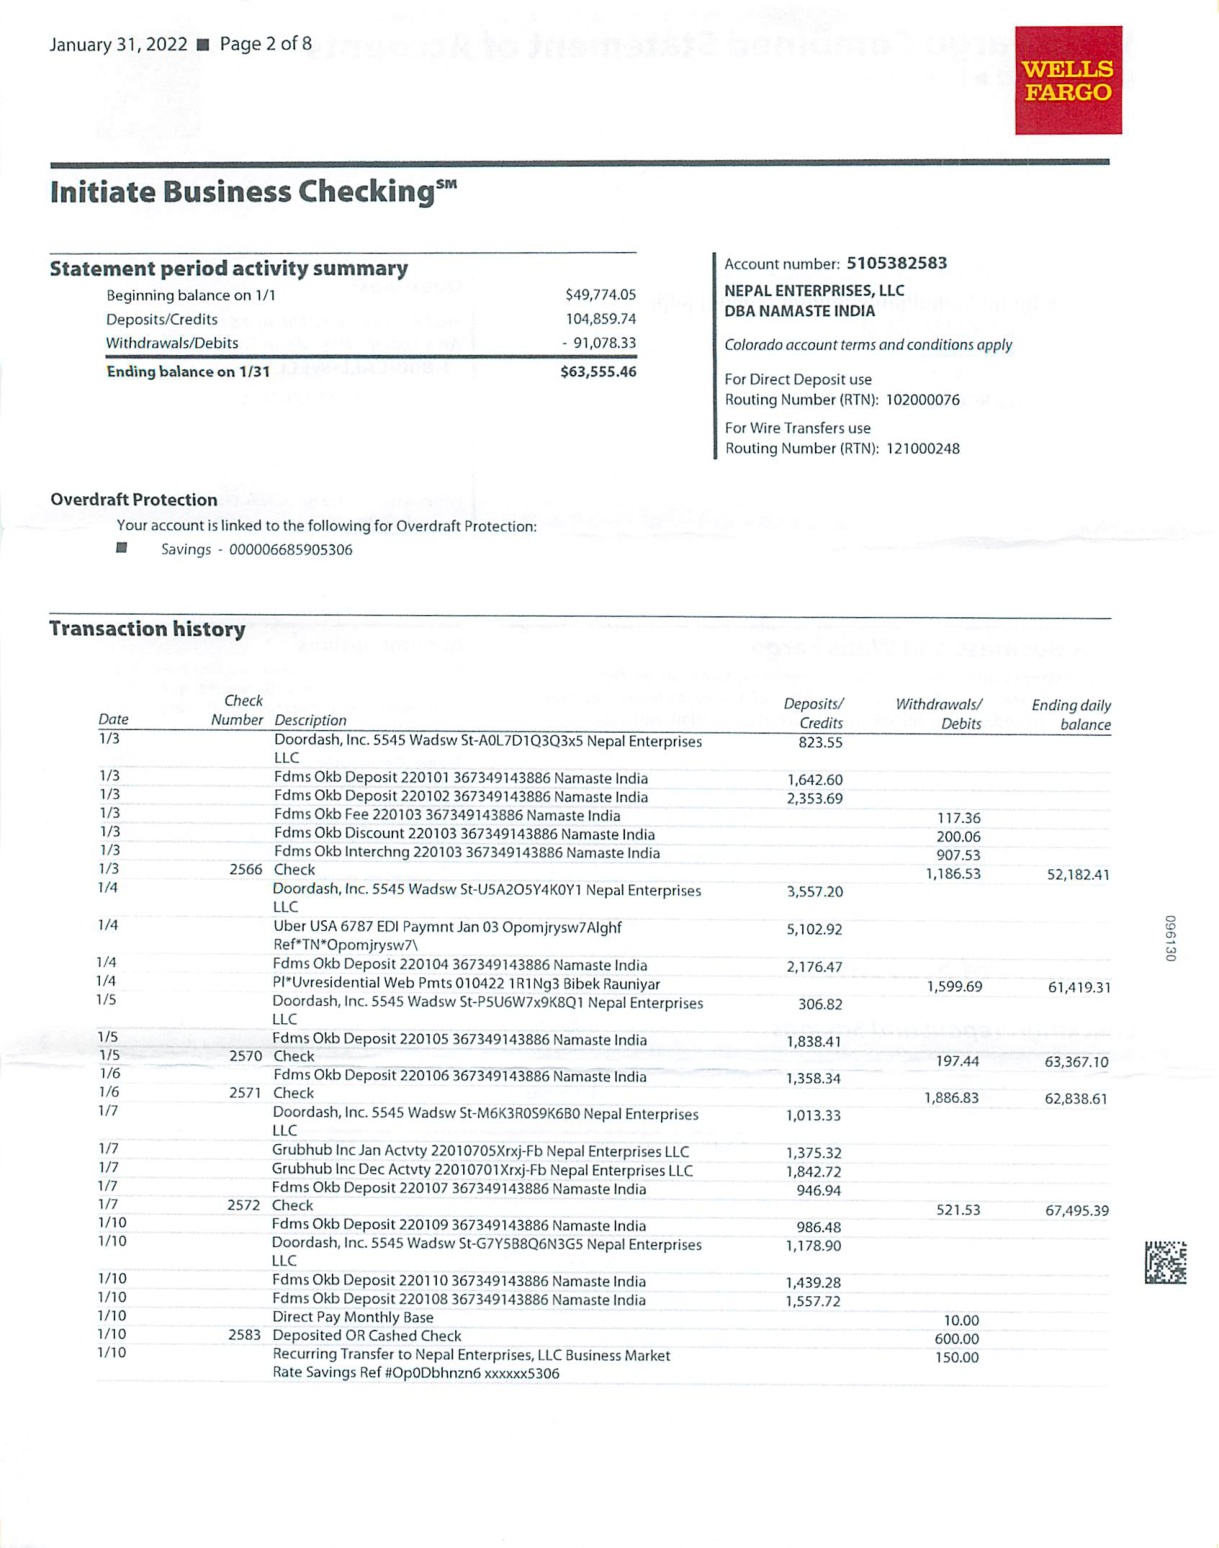 January 31, 2022 ■ Page 2 of 8
WELLS
FARGO
Initiate Business Checking℠
Statement period activity summary
Beginning balance on 1/1 $49,774.05
Deposits/Credits 104,859.74
Withdrawals/Debits - 91,078.33
Ending balance on 1/31 $63,555.46
Account number: 5105382583
NEPAL ENTERPRISES, LLC
DBA NAMASTE INDIA
Colorado account terms and conditions apply
For Direct Deposit use
Routing Number (RTN): 102000076
For Wire Transfers use
Routing Number (RTN): 121000248
Overdraft Protection
Your account is linked to the following for Overdraft Protection:
■ Savings - 000006685905306
Transaction history
Check Deposits/ Withdrawals/ Ending daily
Date Number Description Credits Debits balance
1/3 Doordash, Inc. 5545 Wadsw St-A0L7D1Q3Q3x5 Nepal Enterprises 823.55
LLC
1/3 Fdms Okb Deposit 220101 367349143886 Namaste India 1,642.60
1/3 Fdms Okb Deposit 220102 367349143886 Namaste India 2,353.69
1/3 Fdms Okb Fee 220103 367349143886 Namaste India 117.36
1/3 Fdms Okb Discount 220103 367349143886 Namaste India 200.06
1/3 Fdms Okb Interchng 220103 367349143886 Namaste India 907.53
1/3 2566 Check 1,186.53 52,182.41
1/4 Doordash, Inc. 5545 Wadsw St-U5A2O5Y4K0Y1 Nepal Enterprises 3,557.20
LLC
1/4 Uber USA 6787 EDI Paymnt Jan 03 Opomjrysw7Alghf 5,102.92
Ref*TN*Opomjrysw7\
1/4 Fdms Okb Deposit 220104 367349143886 Namaste India 2,176.47
1/4 Pl*Uvresidential Web Pmts 010422 1R1Ng3 Bibek Rauniyar 1,599.69 61,419.31
1/5 Doordash, Inc. 5545 Wadsw St-P5U6W7x9K8Q1 Nepal Enterprises 306.82
LLC
1/5 Fdms Okb Deposit 220105 367349143886 Namaste India 1,838.41
1/5 2570 Check 197.44 63,367.10
1/6 Fdms Okb Deposit 220106 367349143886 Namaste India 1,358.34
1/6 2571 Check 1,886.83 62,838.61
1/7 Doordash, Inc. 5545 Wadsw St-M6K3R0S9K6B0 Nepal Enterprises 1,013.33
LLC
1/7 Grubhub Inc Jan Actvty 22010705Xrxj-Fb Nepal Enterprises LLC 1,375.32
1/7 Grubhub Inc Dec Actvty 22010701Xrxj-Fb Nepal Enterprises LLC 1,842.72
1/7 Fdms Okb Deposit 220107 367349143886 Namaste India 946.94
1/7 2572 Check 521.53 67,495.39
1/10 Fdms Okb Deposit 220109 367349143886 Namaste India 986.48
1/10 Doordash, Inc. 5545 Wadsw St-G7Y5B8Q6N3G5 Nepal Enterprises 1,178.90
LLC
1/10 Fdms Okb Deposit 220110 367349143886 Namaste India 1,439.28
1/10 Fdms Okb Deposit 220108 367349143886 Namaste India 1,557.72
1/10 Direct Pay Monthly Base 10.00
1/10 2583 Deposited OR Cashed Check 600.00
1/10 Recurring Transfer to Nepal Enterprises, LLC Business Market 150.00
Rate Savings Ref #Op0Dbhnzn6 xxxxxx5306
096130